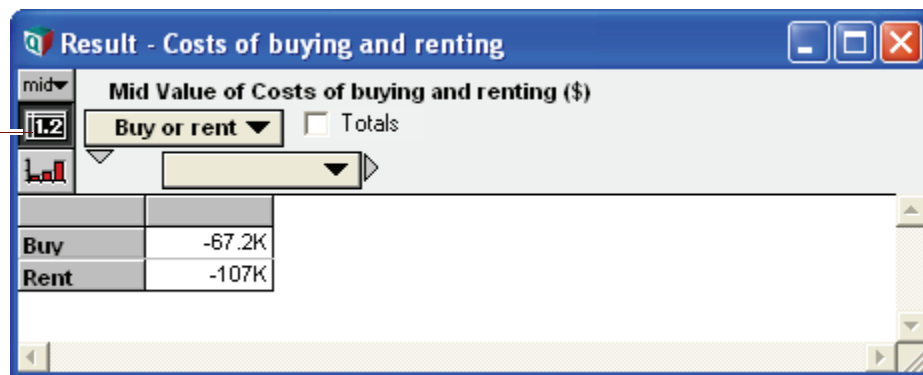 Result - Costs of buying and renting
mid
Mid Value of Costs of buying and renting ($)
1.2
Buy or rent
Totals
Buy -67.2K
Rent -107K